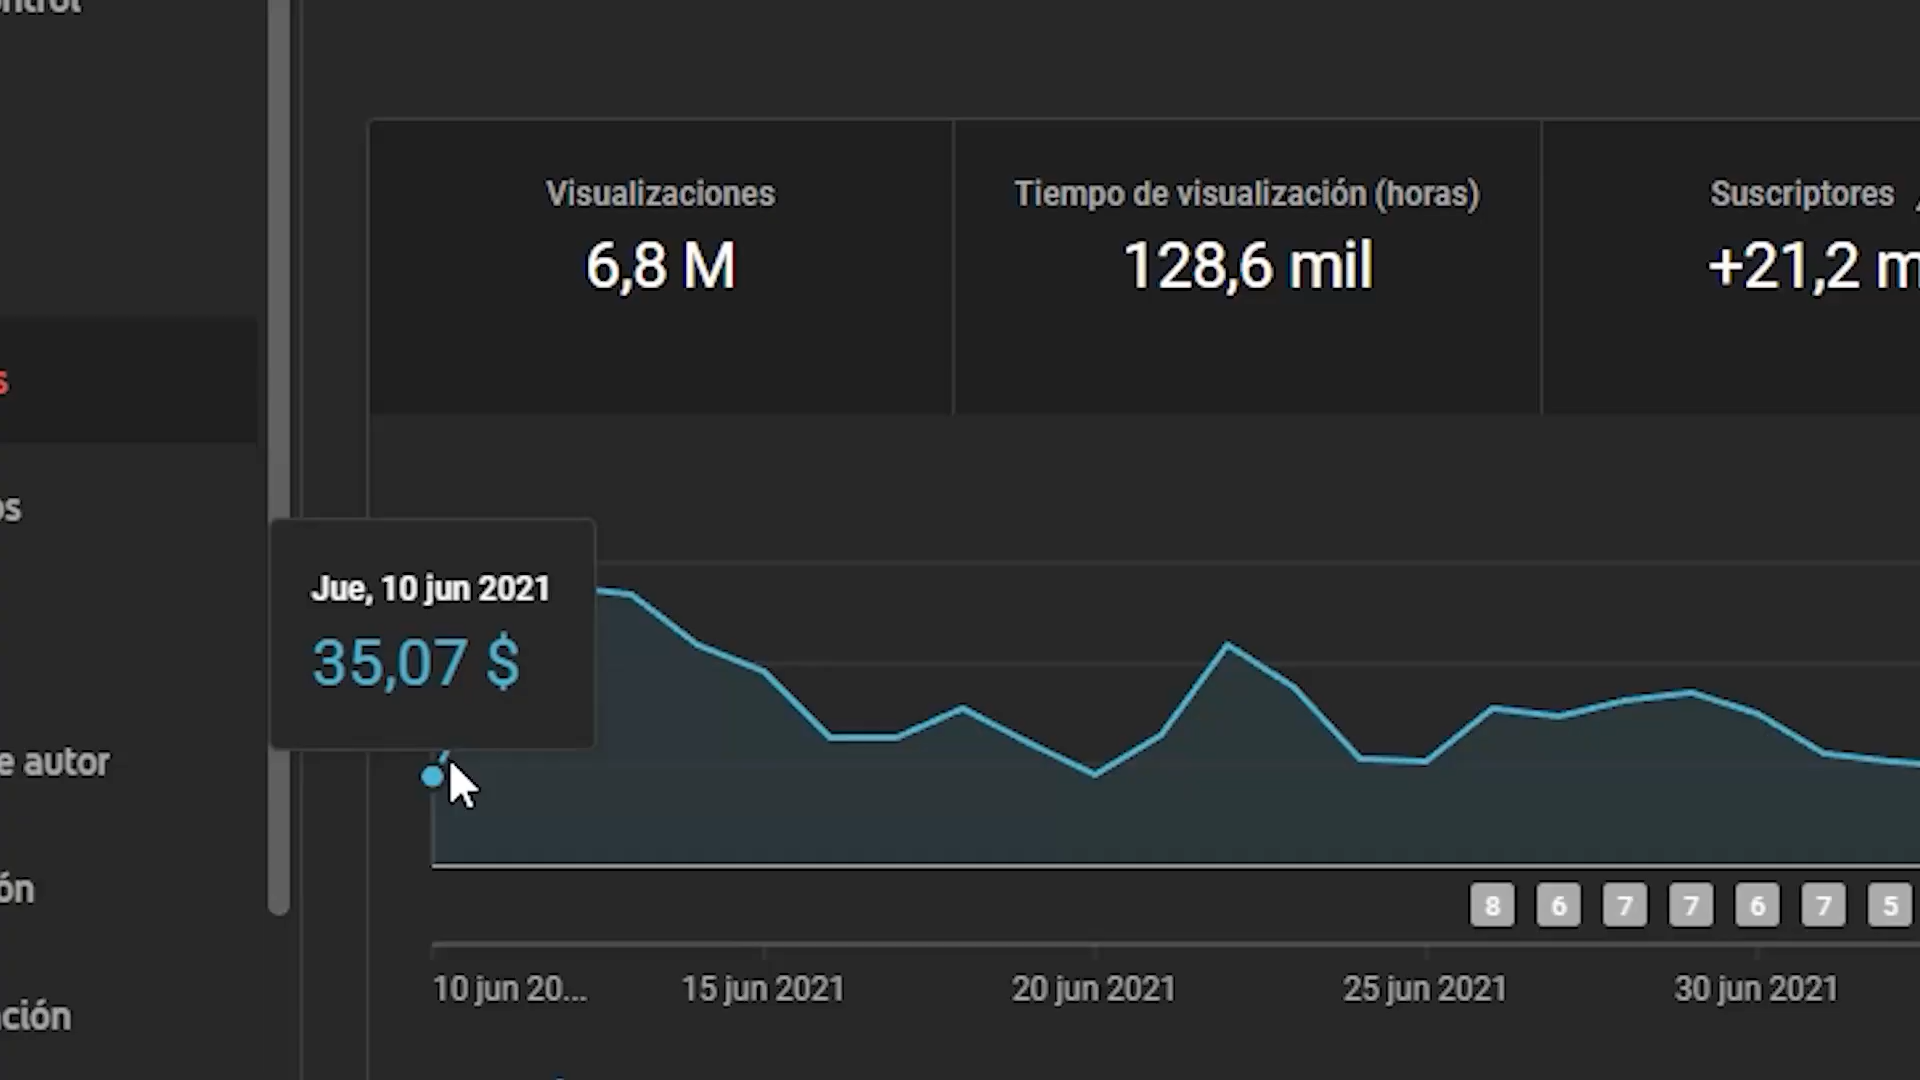 Visualizaciones
6,8 M
Tiempo de visualización (horas)
128,6 mil
Suscriptores
+21,2 m
s
os
Jue, 10 jun 2021
35,07 $
e autor
ón
ción
8 6 7 7 6 7 5
10 jun 20...
15 jun 2021
20 jun 2021
25 jun 2021
30 jun 2021